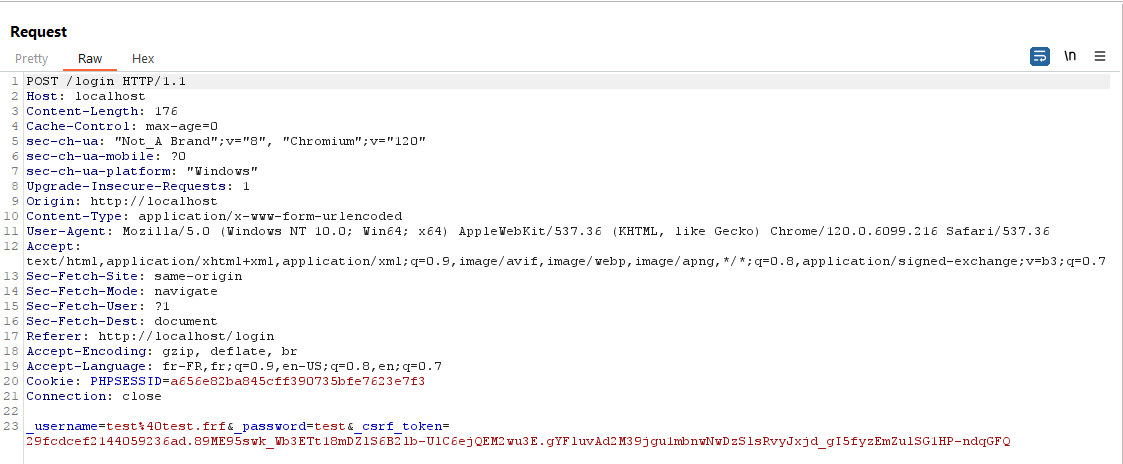 Request
Pretty Raw Hex \n
1 POST /login HTTP/1.1
2 Host: localhost
3 Content-Length: 176
4 Cache-Control: max-age=0
5 sec-ch-ua: "Not_A Brand";v="8", "Chromium";v="120"
6 sec-ch-ua-mobile: ?0
7 sec-ch-ua-platform: "Windows"
8 Upgrade-Insecure-Requests: 1
9 Origin: http://localhost
10 Content-Type: application/x-www-form-urlencoded
11 User-Agent: Mozilla/5.0 (Windows NT 10.0; Win64; x64) AppleWebKit/537.36 (KHTML, like Gecko) Chrome/120.0.6099.216 Safari/537.36
12 Accept:
text/html,application/xhtml+xml,application/xml;q=0.9,image/avif,image/webp,image/apng,*/*;q=0.8,application/signed-exchange;v=b3;q=0.7
13 Sec-Fetch-Site: same-origin
14 Sec-Fetch-Mode: navigate
15 Sec-Fetch-User: ?1
16 Sec-Fetch-Dest: document
17 Referer: http://localhost/login
18 Accept-Encoding: gzip, deflate, br
19 Accept-Language: fr-FR,fr;q=0.9,en-US;q=0.8,en;q=0.7
20 Cookie: PHPSESSID=a656e82ba845cff390735bfe7623e7f3
21 Connection: close
22
23 _username=test%40test.frf&_password=test&_csrf_token=